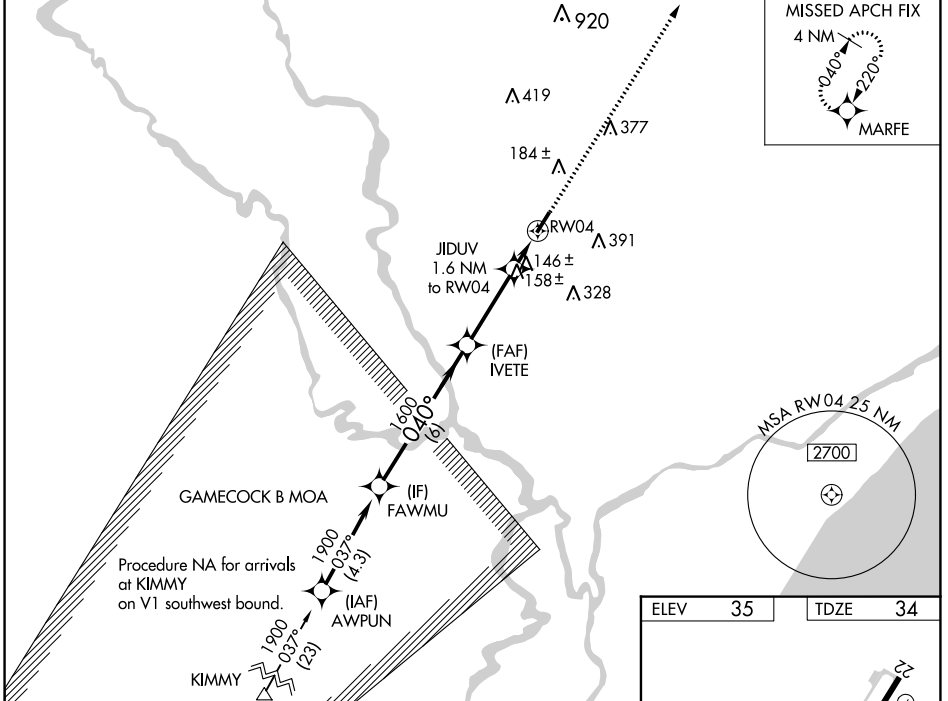 920
MISSED APCH FIX
4 NM
040°
220°
MARFE
419
377
184 ±
RW04
391
JIDUV
1.6 NM
to RW04
146 ±
158 ±
328
(FAF)
IVETE
1600
040°
(6)
MSA RW04 25 NM
2700
GAMECOCK B MOA
(IF)
FAWMU
1900
037°
(4.3)
Procedure NA for arrivals
at KIMMY
on V1 southwest bound.
(IAF)
AWPUN
1900
037°
(23)
KIMMY
ELEV 35
TDZE 34
22